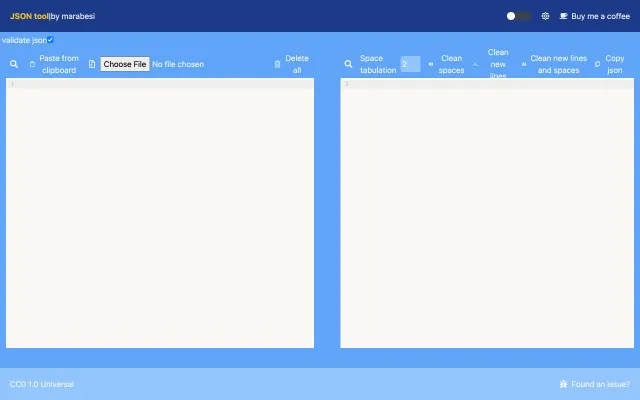 JSON tool|by marabesi
Buy me a coffee
validate json
Paste from
clipboard
Choose File No file chosen
Delete
all
Space
tabulation
2
Clean
spaces
Clean
new
lines
Clean new lines
and spaces
Copy
json
1
1
CC0 1.0 Universal
Found an issue?